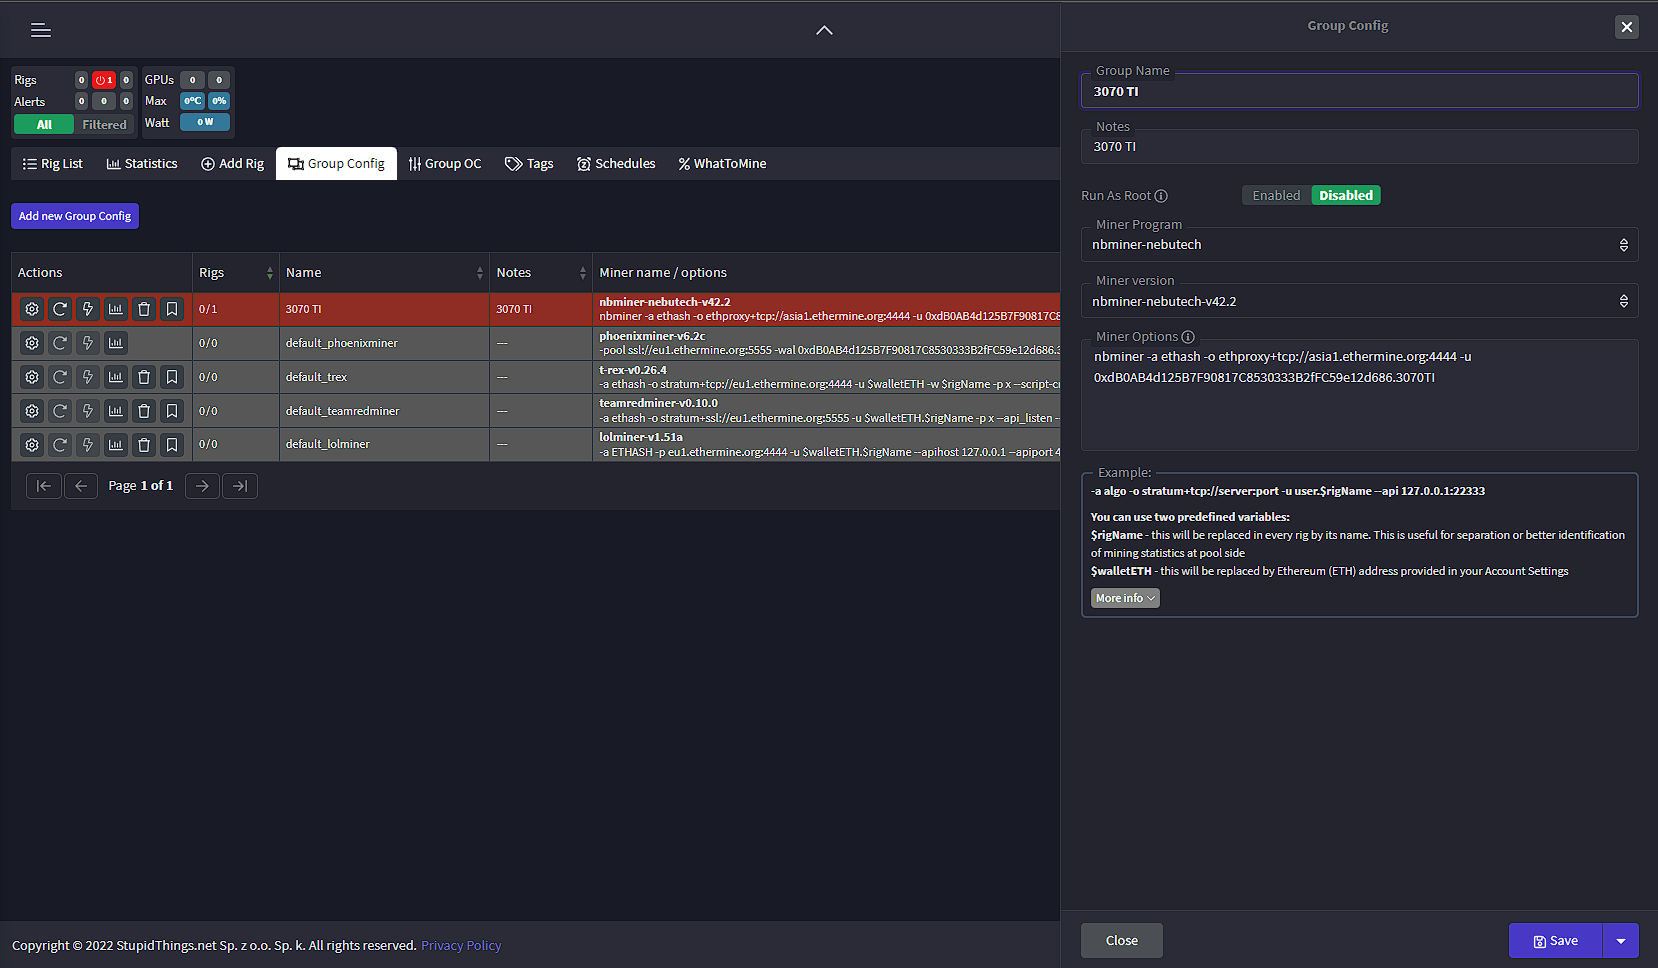 Group Config
Group Name
3070 TI
Notes
3070 TI
Run As Root
Enabled Disabled
Miner Program
nbminer-nebutech
Miner version
nbminer-nebutech-v42.2
Miner Options
nbminer -a ethash -o ethproxy+tcp://asia1.ethermine.org:4444 -u
0xdB0AB4d125B7F90817C8530333B2fFC59e12d686.3070TI
Example:
-a algo -o stratum+tcp://server:port -u user.$rigName --api 127.0.0.1:22333
You can use two predefined variables:
$rigName - this will be replaced in every rig by its name. This is useful for separation or better identification
of mining statistics at pool side
$walletETH - this will be replaced by Ethereum (ETH) address provided in your Account Settings
More info
Close Save
Rigs 0 1 0 GPUs 0 0
Alerts 0 0 0 Max 0°C 0%
All Filtered Watt 0 W
Rig List Statistics Add Rig Group Config Group OC Tags Schedules WhatToMine
Add new Group Config
Actions Rigs Name Notes Miner name / options
0/1 3070 TI 3070 TI nbminer-nebutech-v42.2
nbminer -a ethash -o ethproxy+tcp://asia1.ethermine.org:4444 -u 0xdB0AB4d125B7F90817C8
0/0 default_phoenixminer — phoenixminer-v6.2c
-pool ssl://eu1.ethermine.org:5555 -wal 0xdB0AB4d125B7F90817C8530333B2fFC59e12d686.3
0/0 default_trex — t-rex-v0.26.4
-a ethash -o stratum+tcp://eu1.ethermine.org:4444 -u $walletETH -w $rigName -p x --script-c
0/0 default_teamredminer — teamredminer-v0.10.0
-a ethash -o stratum+ssl://eu1.ethermine.org:5555 -u $walletETH.$rigName -p x --api_listen --
0/0 default_lolminer — lolminer-v1.51a
-a ETHASH -p eu1.ethermine.org:4444 -u $walletETH.$rigName --apihost 127.0.0.1 --apiport 4
Page 1 of 1
Copyright © 2022 StupidThings.net Sp. z o.o. Sp. k. All rights reserved. Privacy Policy